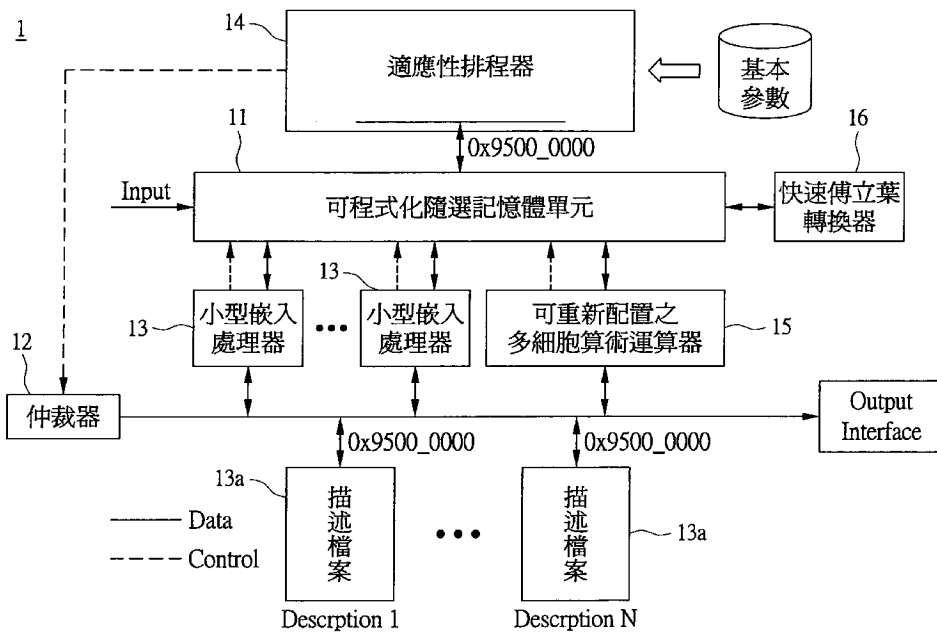 1
14
適應性排程器
基本
參數
11
0x9500_0000
16
Input
可程式化隨選記憶體單元
快速傅立葉
轉換器
13
小型嵌入
處理器
13
小型嵌入
處理器
可重新配置之
多細胞算術運算器
15
12
仲裁器
Output
Interface
0x9500_0000
0x9500_0000
13a
描述檔案
描述檔案
13a
Data
Control
Descrption 1
Descrption N